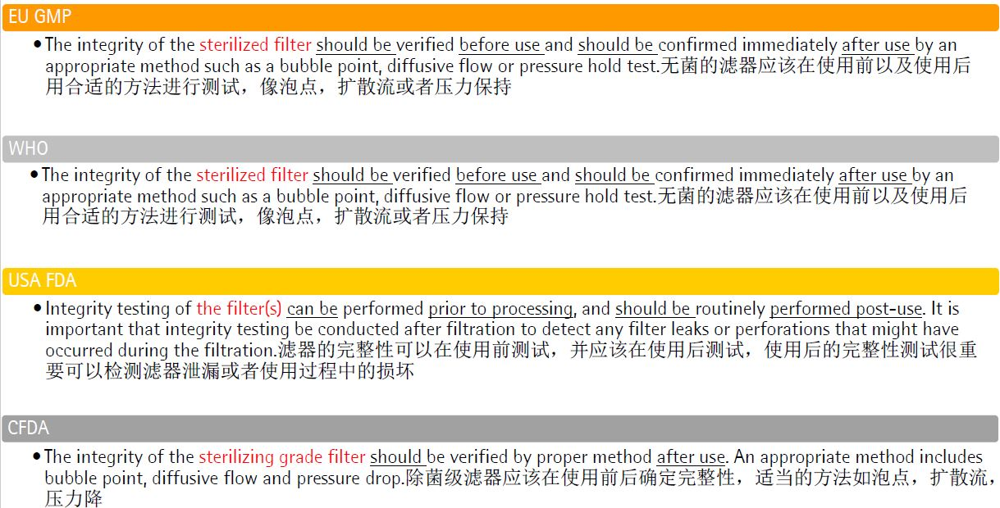 EU GMP
• The integrity of the sterilized filter should be verified before use and should be confirmed immediately after use by an
appropriate method such as a bubble point, diffusive flow or pressure hold test.无菌的滤器应该在使用前以及使用后
用合适的方法进行测试，像泡点，扩散流或者压力保持
WHO
• The integrity of the sterilized filter should be verified before use and should be confirmed immediately after use by an
appropriate method such as a bubble point, diffusive flow or pressure hold test.无菌的滤器应该在使用前以及使用后
用合适的方法进行测试，像泡点，扩散流或者压力保持
USA FDA
• Integrity testing of the filter(s) can be performed prior to processing, and should be routinely performed post-use. It is
important that integrity testing be conducted after filtration to detect any filter leaks or perforations that might have
occurred during the filtration.滤器的完整性可以在使用前测试，并应该在使用后测试，使用后的完整性测试很重
要可以检测滤器泄漏或者使用过程中的损坏
CFDA
• The integrity of the sterilizing grade filter should be verified by proper method after use. An appropriate method includes
bubble point, diffusive flow and pressure drop.除菌级滤器应该在使用前后确定完整性，适当的方法如泡点，扩散流，
压力降